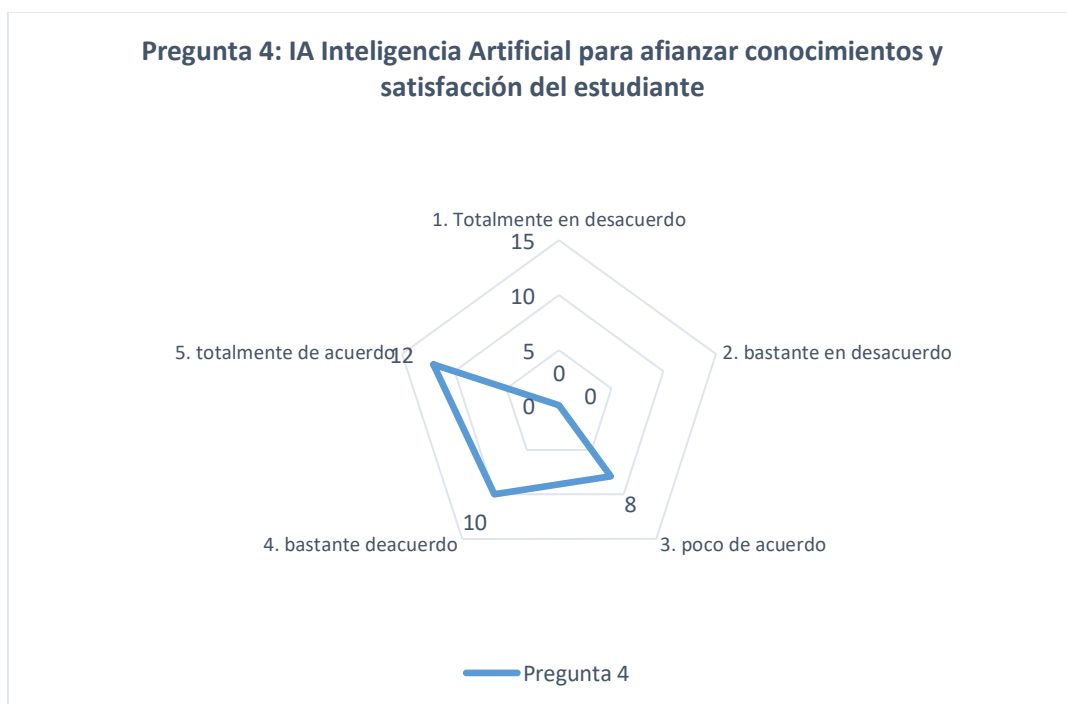 Pregunta 4: IA Inteligencia Artificial para afianzar conocimientos y
satisfacción del estudiante
1. Totalmente en desacuerdo
15
10
5. totalmente de acuerdo
12
5
2. bastante en desacuerdo
0
0
0
10
8
4. bastante deacuerdo
3. poco de acuerdo
Pregunta 4